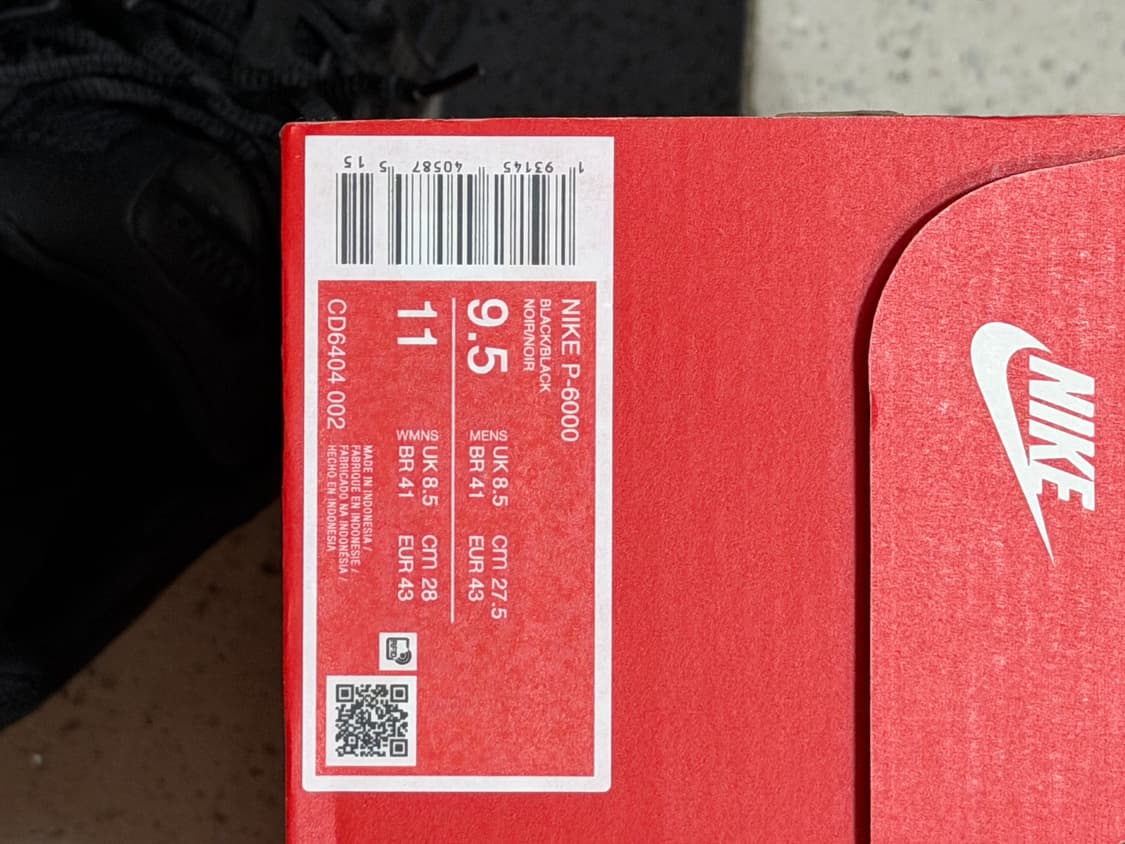 NIKE P-6000
BLACK/BLACK
NOIR/NOIR
9.5
MENS UK 8.5 cm 27.5
BR 41 EUR 43
11
WMNS UK 8.5 cm 28
BR 41 EUR 43
MADE IN INDONESIA /
FABRIQUE EN INDONESIE /
FABRICADO NA INDONÉSIA /
HECHO EN INDONESIA
CD6404 002
1 93145 40587 5 15
NIKE